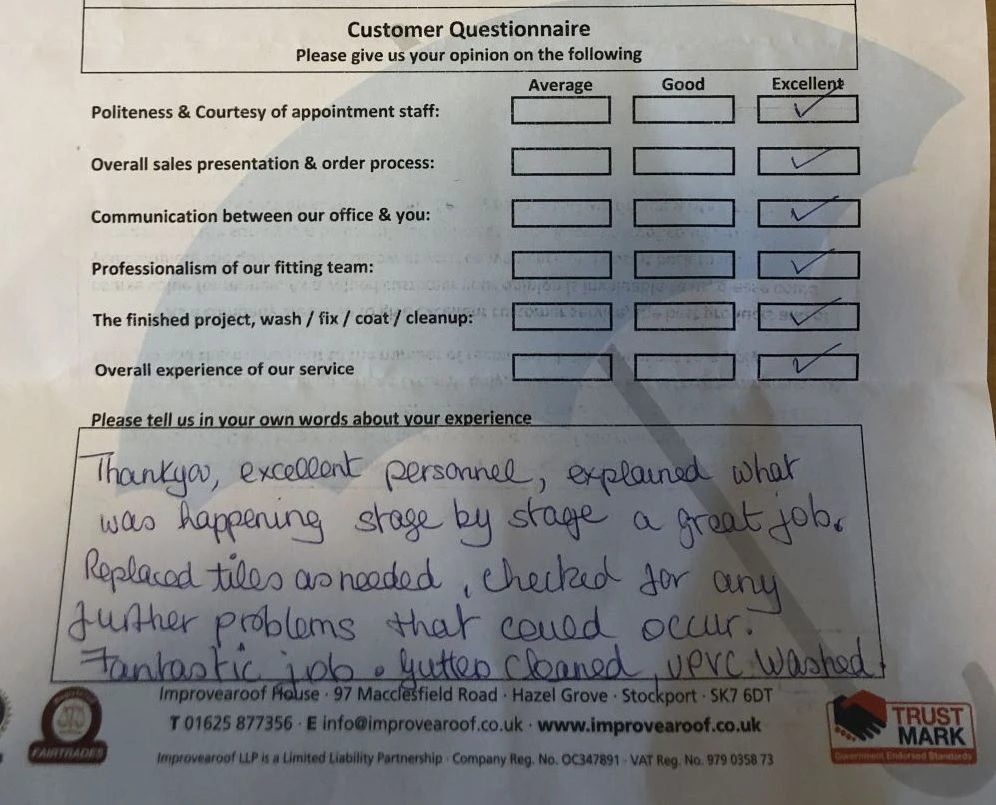 Customer Questionnaire
Please give us your opinion on the following
Average Good Excellent
Politeness & Courtesy of appointment staff:
Overall sales presentation & order process:
Communication between our office & you:
Professionalism of our fitting team:
The finished project, wash / fix / coat / cleanup:
Overall experience of our service
Please tell us in your own words about your experience
Thankyou, excellent personnel, explained what
was happening stage by stage a great job.
Replaced tiles as needed, checked for any
further problems that could occur.
Fantastic job. Gutters cleaned, UPVC washed.
Improvearoof House · 97 Macclesfield Road · Hazel Grove · Stockport · SK7 6DT
T 01625 877356 · E info@improvearoof.co.uk · www.improvearoof.co.uk
Improvearoof LLP is a Limited Liability Partnership · Company Reg. No. OC347891 · VAT Reg. No. 979 0358 73
FAIRTRADES
TRUST
MARK
Government Endorsed Standards